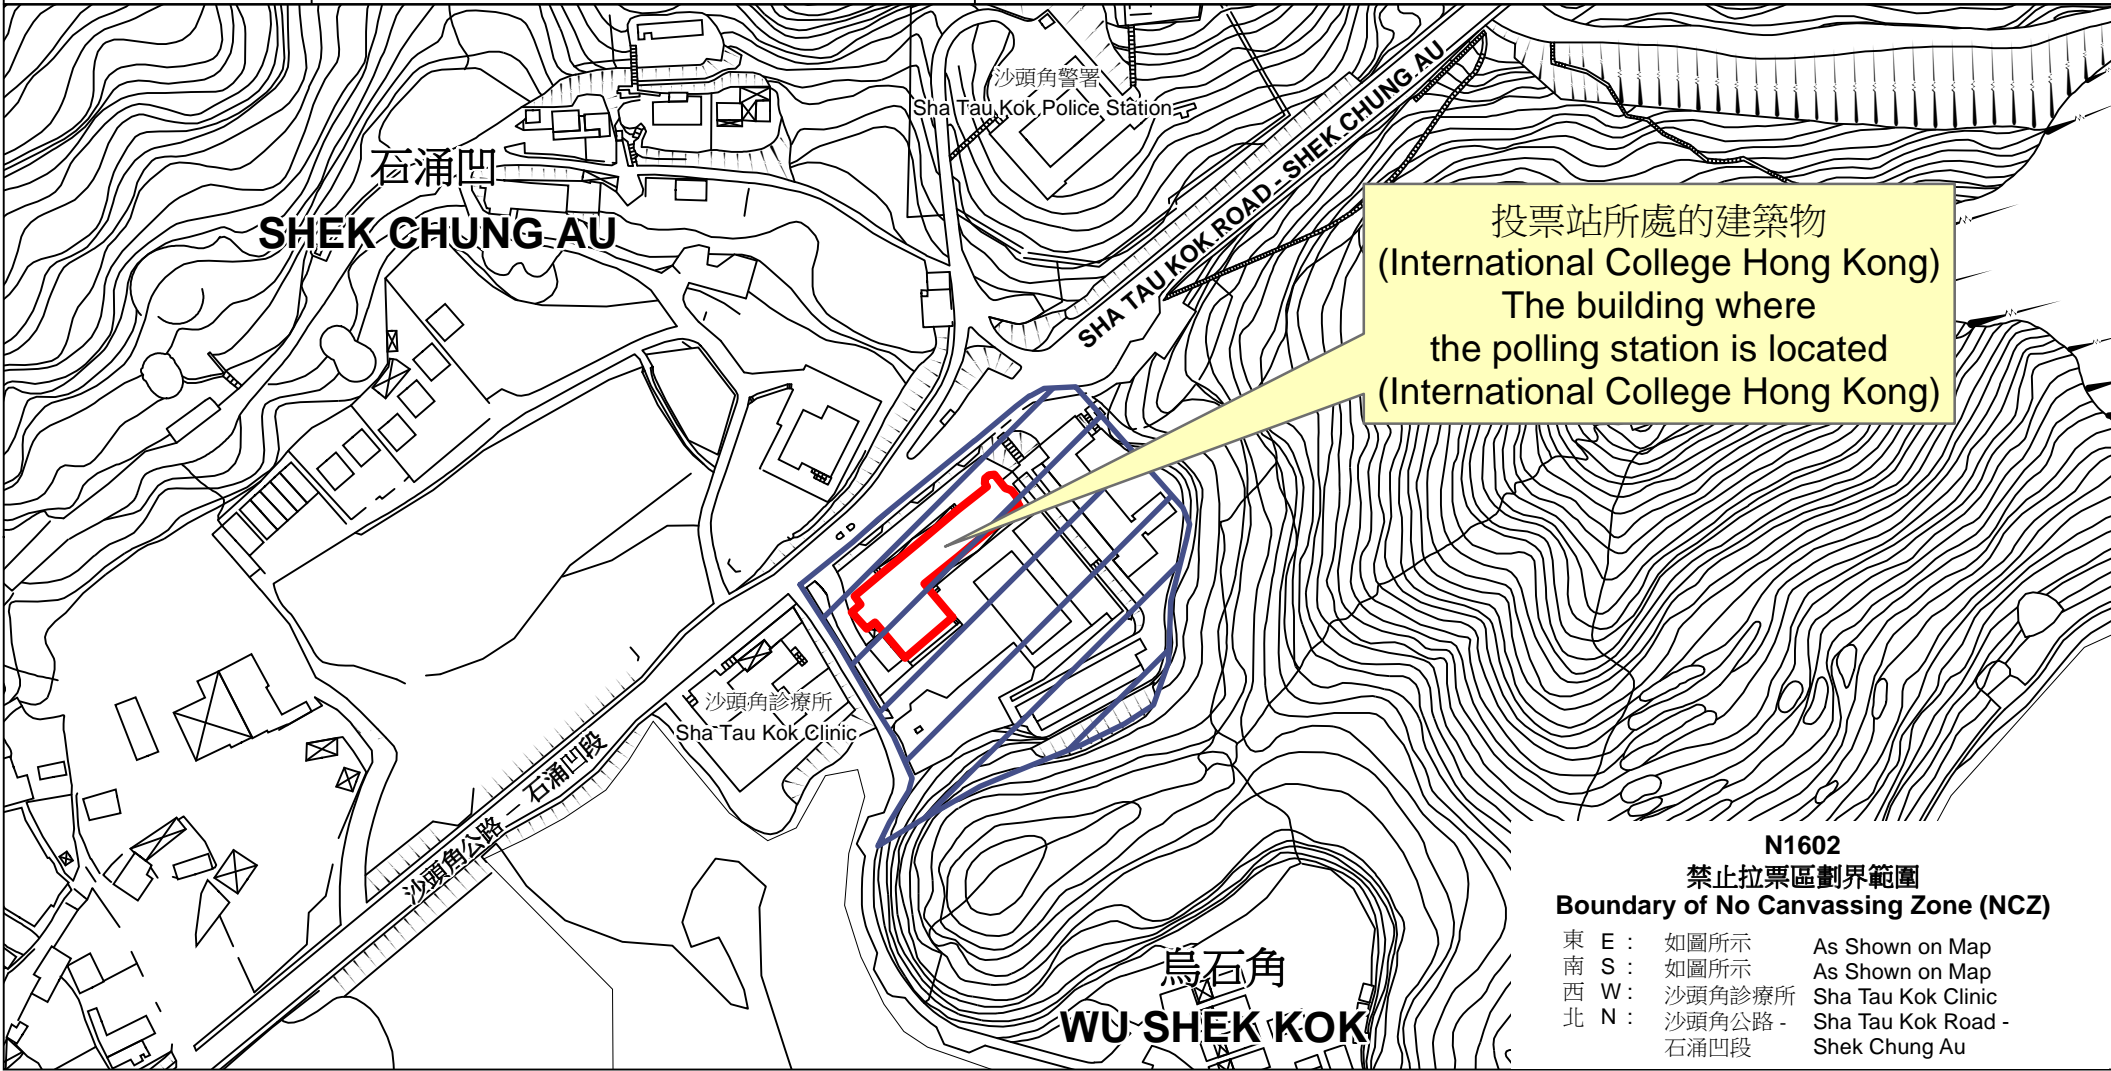 沙頭角警署
Sha Tau Kok Police Station
石涌凹
SHEK CHUNG AU
SHA TAU KOK ROAD - SHEK CHUNG AU
投票站所處的建築物
(International College Hong Kong)
The building where
the polling station is located
(International College Hong Kong)
沙頭角診療所
Sha Tau Kok Clinic
沙頭角公路 － 石涌凹段
烏石角
WU SHEK KOK
N1602
禁止拉票區劃界範圍
Boundary of No Canvassing Zone (NCZ)
東 E : 如圖所示 As Shown on Map
南 S : 如圖所示 As Shown on Map
西 W : 沙頭角診療所 Sha Tau Kok Clinic
北 N : 沙頭角公路 - Sha Tau Kok Road -
石涌凹段 Shek Chung Au